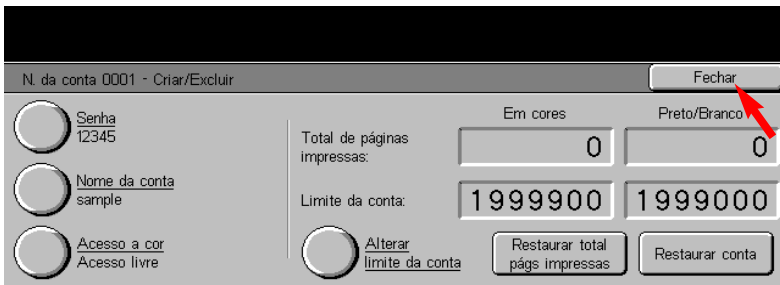 N. da conta 0001 - Criar/Excluir
Fechar
Senha
12345
Nome da conta
sample
Acesso a cor
Acesso livre
Em cores
Preto/Branco
Total de páginas
impressas:
0
0
Limite da conta:
1999900
1999000
Alterar
limite da conta
Restaurar total
págs impressas
Restaurar conta